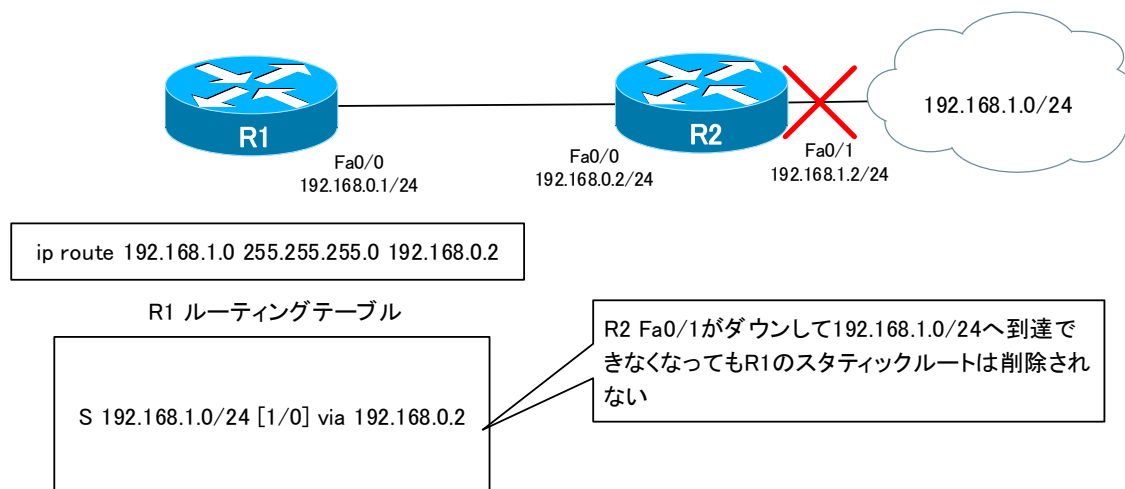 R1
R2
192.168.1.0/24
Fa0/0
192.168.0.1/24
Fa0/0
192.168.0.2/24
Fa0/1
192.168.1.2/24
ip route 192.168.1.0 255.255.255.0 192.168.0.2
R1 ルーティングテーブル
S 192.168.1.0/24 [1/0] via 192.168.0.2
R2 Fa0/1がダウンして192.168.1.0/24へ到達で
きなくなってもR1のスタティックルートは削除され
ない